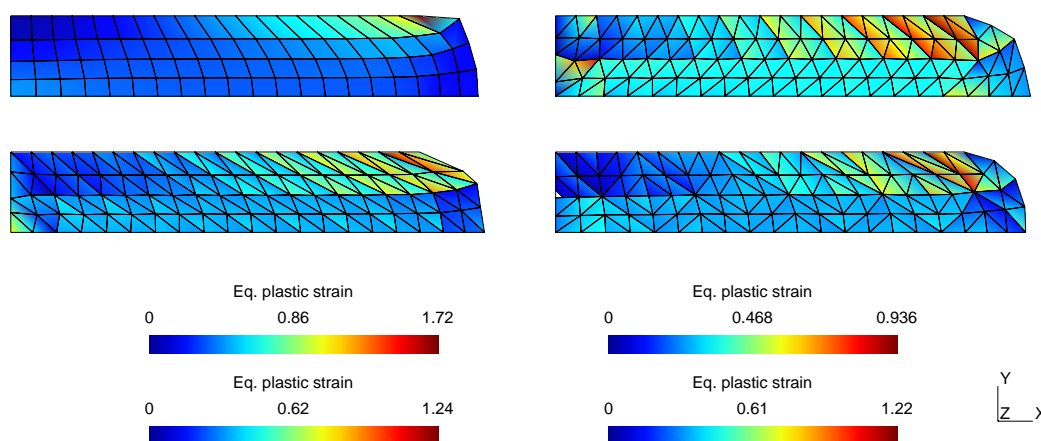 Eq. plastic strain
0 0.86 1.72
Eq. plastic strain
0 0.468 0.936
Eq. plastic strain
0 0.62 1.24
Eq. plastic strain
0 0.61 1.22
Y
Z X